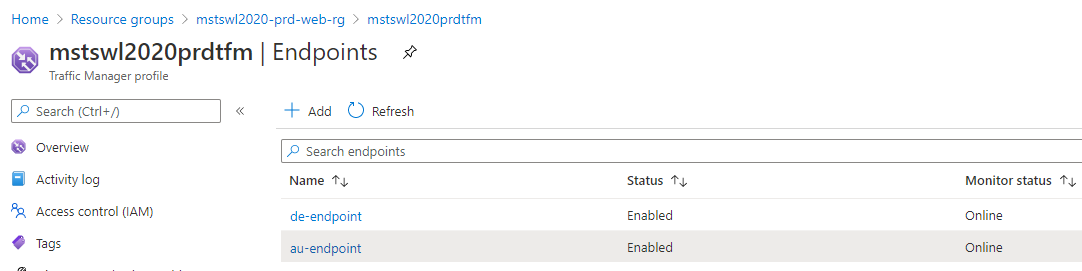 Home > Resource groups > mstswl2020-prd-web-rg > mstswl2020prdtfm
mstswl2020prdtfm | Endpoints
Traffic Manager profile
Search (Ctrl+/)
«
Add
Refresh
Overview
Activity log
Access control (IAM)
Tags
Search endpoints
Name ↑↓ Status ↑↓ Monitor status ↑↓
de-endpoint Enabled Online
au-endpoint Enabled Online